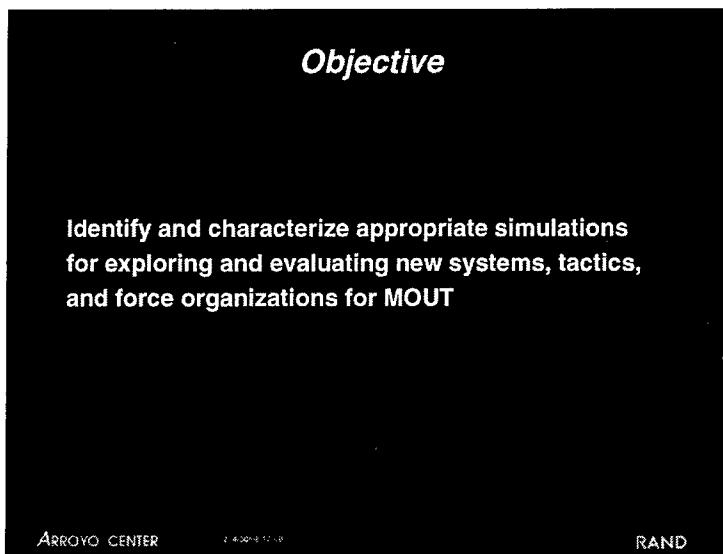 Objective
Identify and characterize appropriate simulations
for exploring and evaluating new systems, tactics,
and force organizations for MOUT
ARROYO CENTER
RAND